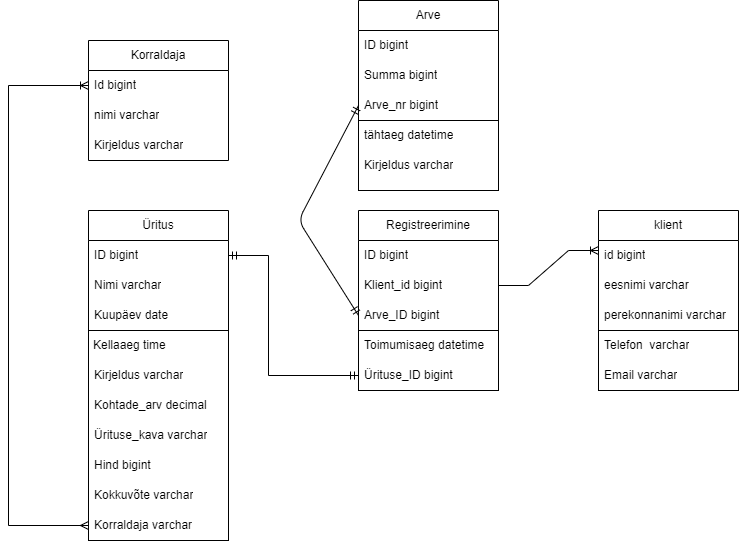 Korraldaja
Id bigint
nimi varchar
Kirjeldus varchar
Arve
ID bigint
Summa bigint
Arve_nr bigint
tähtaeg datetime
Kirjeldus varchar
Üritus
ID bigint
Nimi varchar
Kuupäev date
Kellaaeg time
Kirjeldus varchar
Kohtade_arv decimal
Ürituse_kava varchar
Hind bigint
Kokkuvõte varchar
Korraldaja varchar
Registreerimine
ID bigint
Klient_id bigint
Arve_ID bigint
Toimumisaeg datetime
Ürituse_ID bigint
klient
id bigint
eesnimi varchar
perekonnanimi varchar
Telefon  varchar
Email varchar